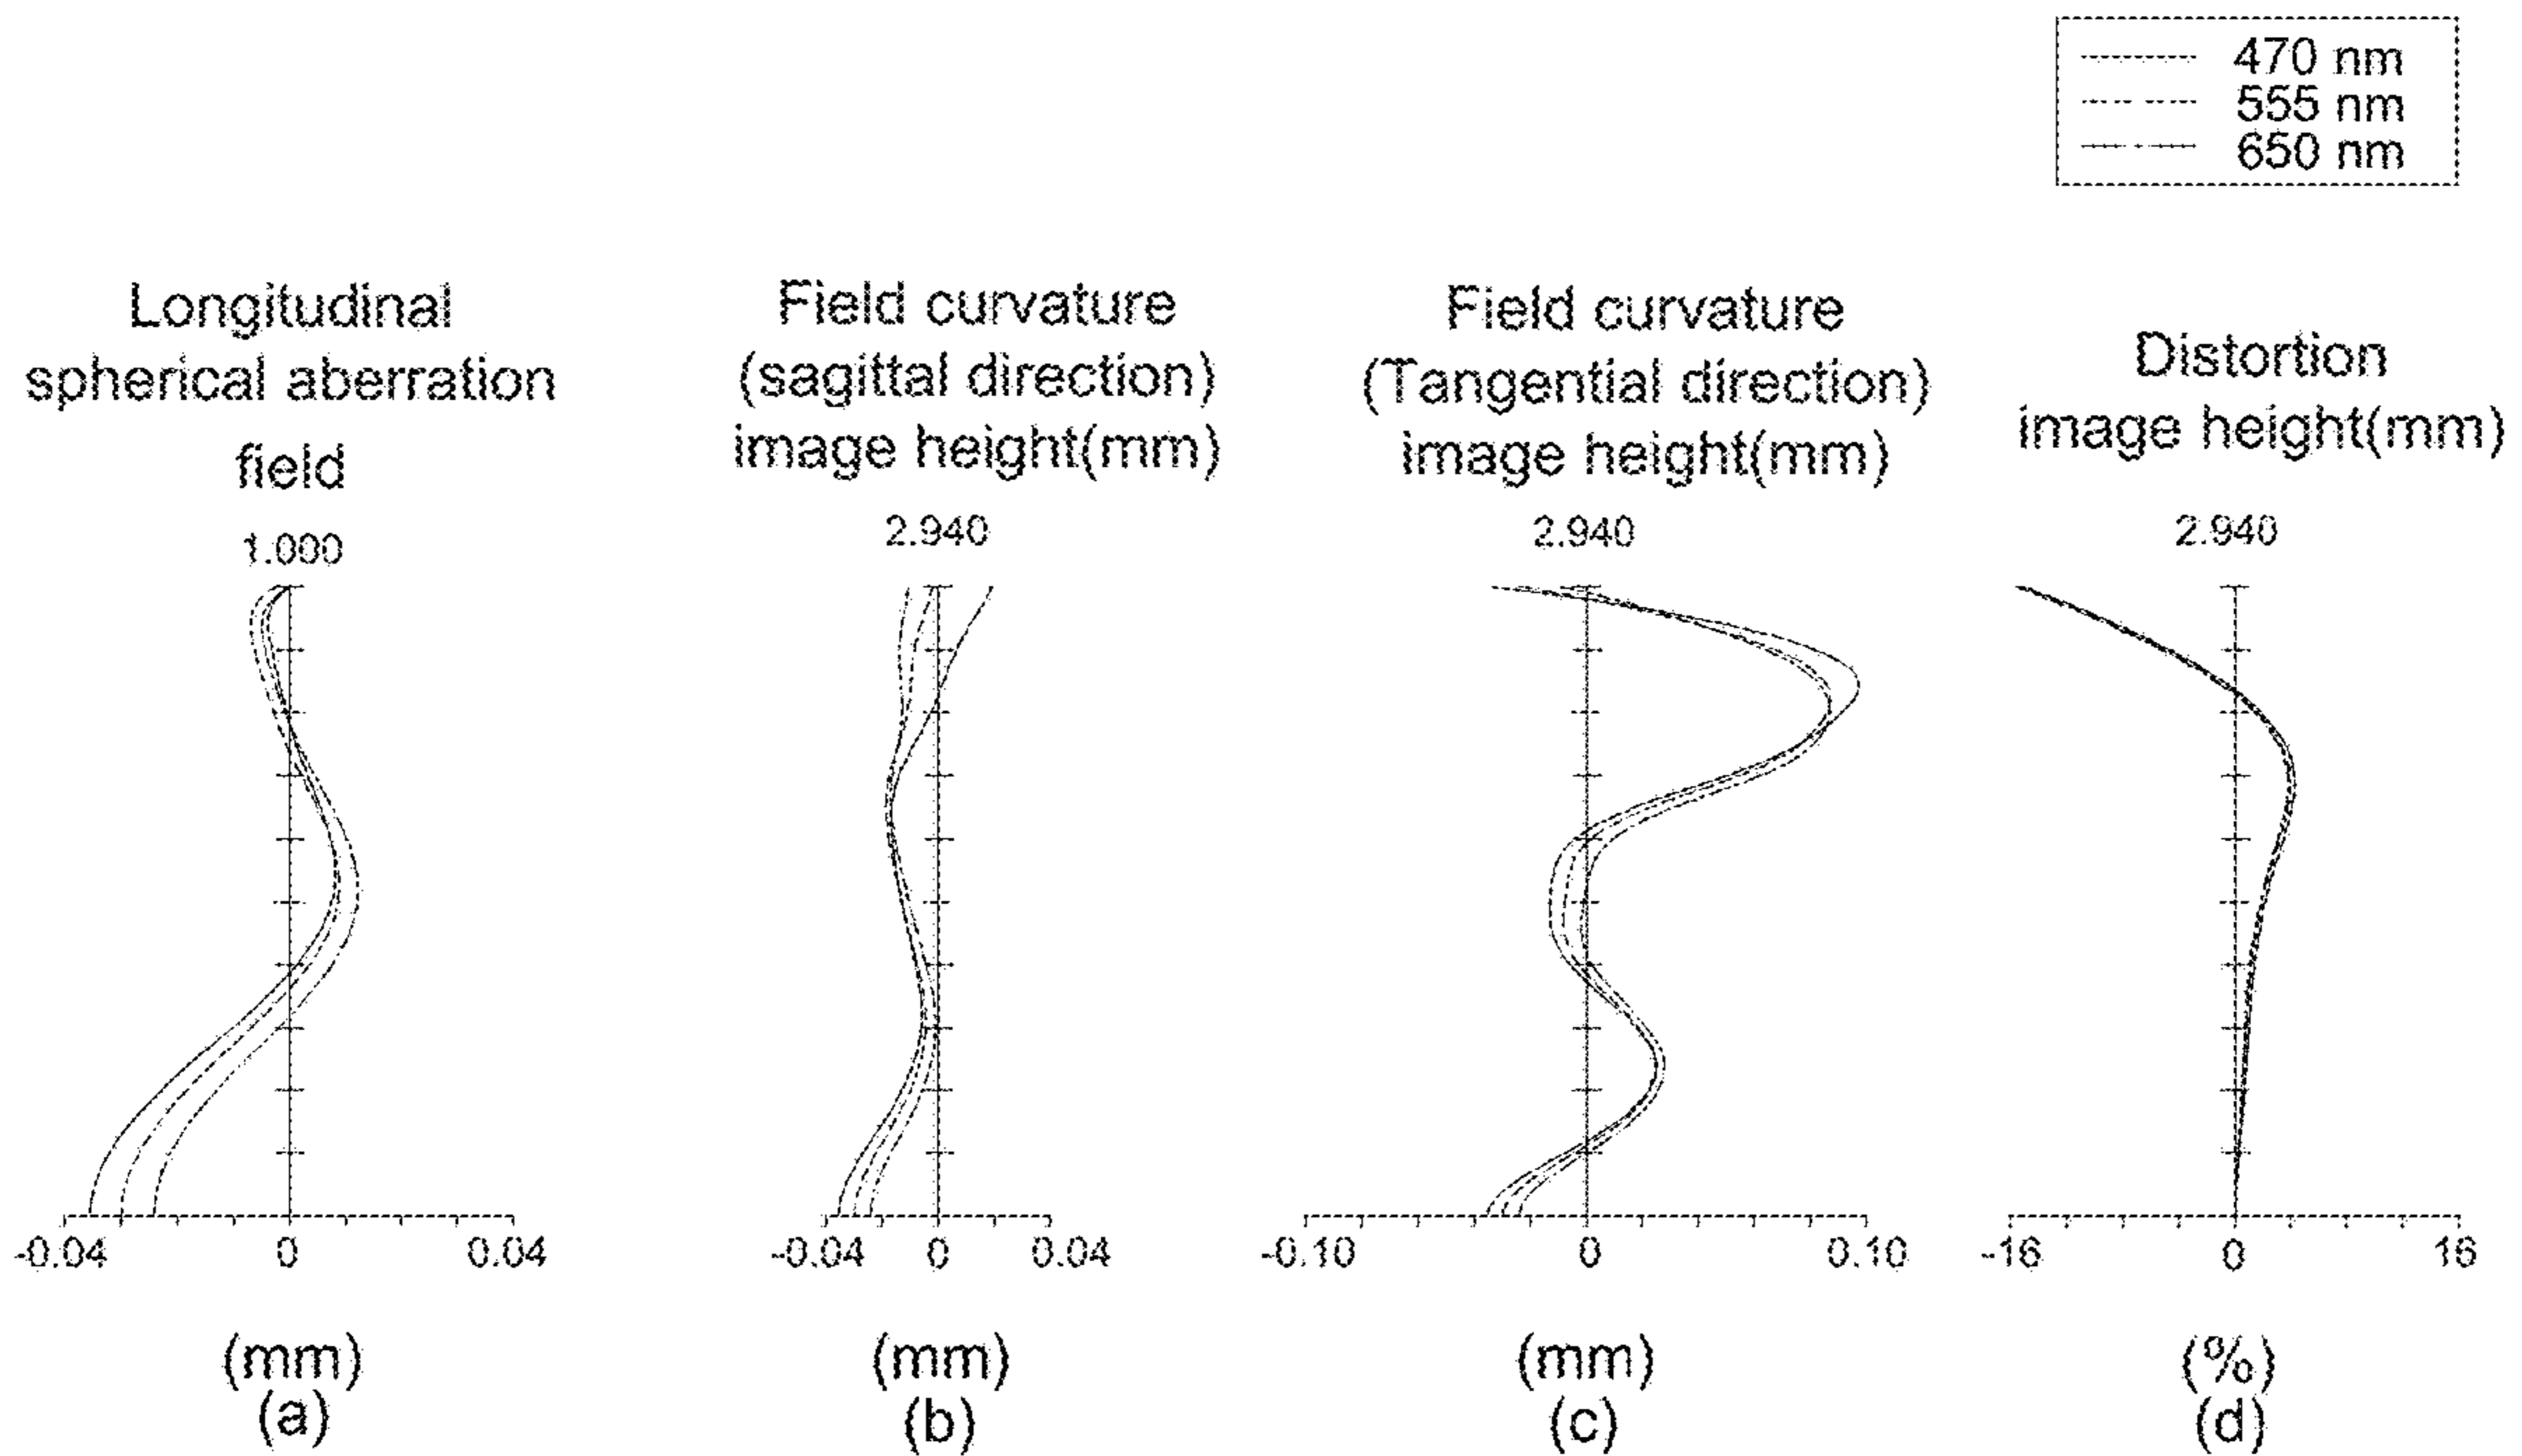 470 nm
555 nm
650 nm
Longitudinal
spherical aberration
field
1.000
-0.04 0 0.04
(mm)
(a)
Field curvature
(sagittal direction)
image height(mm)
2.940
-0.04 0 0.04
(mm)
(b)
Field curvature
(Tangential direction)
image height(mm)
2.940
-0.10 0 0.10
(mm)
(c)
Distortion
image height(mm)
2.940
-16 0 16
(%)
(d)